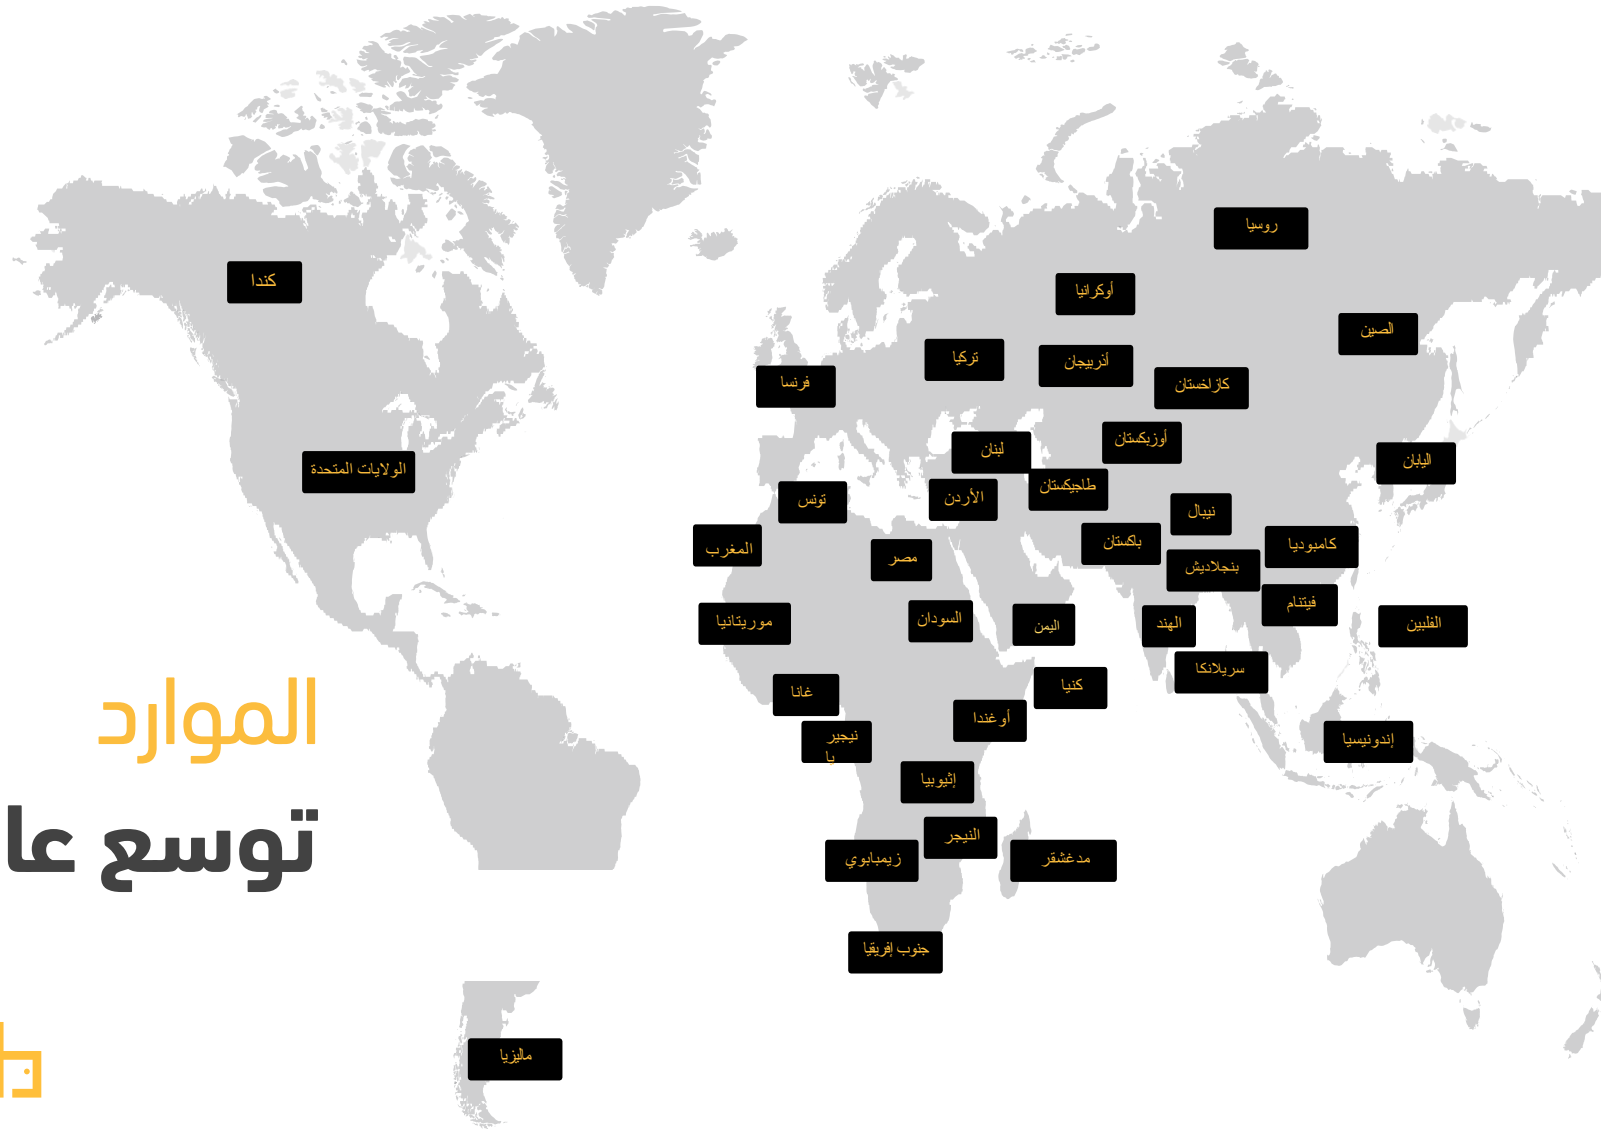 روسيا
كندا
أوكرانيا
الصين
تركيا
أذربيجان
فرنسا
كازاخستان
أوزبكستان
لبنان
اليابان
الولايات المتحدة
طاجيكستان
الأردن
تونس
نيبال
باكستان
كامبوديا
المغرب
مصر
بنجلاديش
فيتنام
السودان
موريتانيا
اليمن
الهند
الفلبين
سريلانكا
كنيا
غانا
أوغندا
الموارد
نيجير
يا
إندونيسيا
إثيوبيا
النيجر
توسع عا
زيمبابوي
مدغشقر
جنوب إفريقيا
ماليزيا